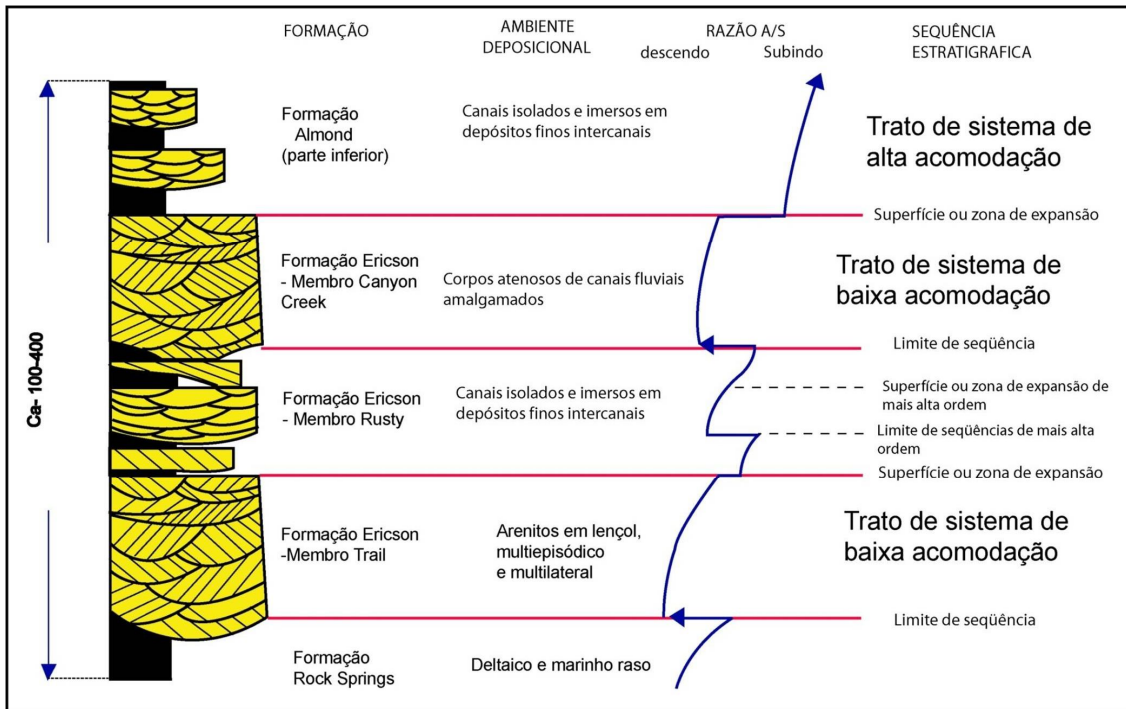 FORMAÇÃO
AMBIENTE
DEPOSICIONAL
RAZÃO A/S
descendo
Subindo
SEQUÊNCIA
ESTRATIGRAFICA
Ca- 100-400
Formação
Almond
(parte inferior)
Canais isolados e imersos em
depósitos finos intercanais
Trato de sistema de
alta acomodação
Superfície ou zona de expansão
Formação Ericson
- Membro Canyon
Creek
Corpos atenosos de canais fluviais
amalgamados
Trato de sistema de
baixa acomodação
Limite de seqüência
Formação Ericson
- Membro Rusty
Canais isolados e imersos em
depósitos finos intercanais
Superfície ou zona de expansão de
mais alta ordem
Limite de seqüências de mais alta
ordem
Superfície ou zona de expansão
Formação Ericson
-Membro Trail
Arenitos em lençol,
multiepisódico
e multilateral
Trato de sistema de
baixa acomodação
Limite de seqüência
Formação
Rock Springs
Deltaico e marinho raso